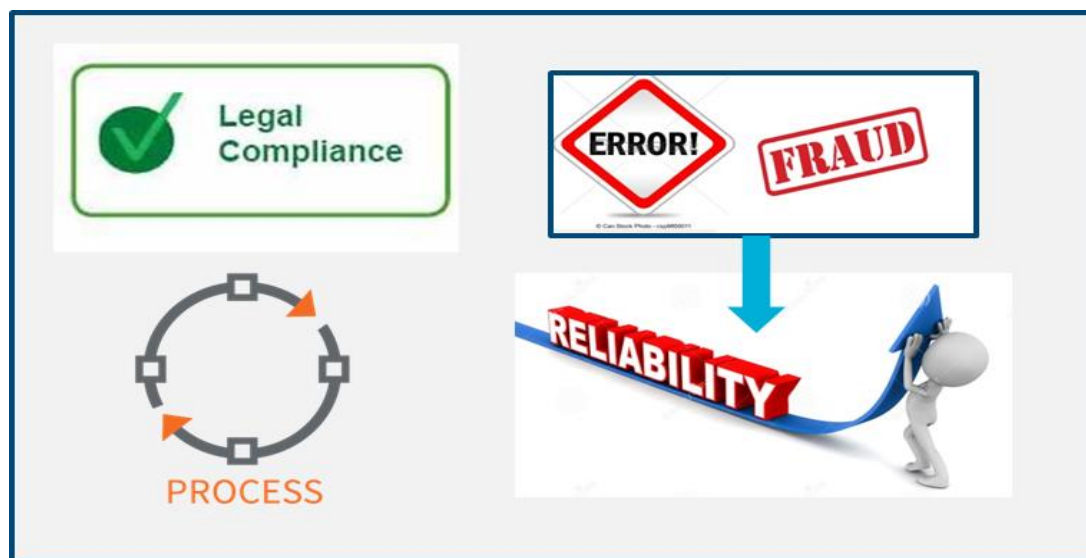 Legal
Compliance
ERROR!
FRAUD
RELIABILITY
PROCESS